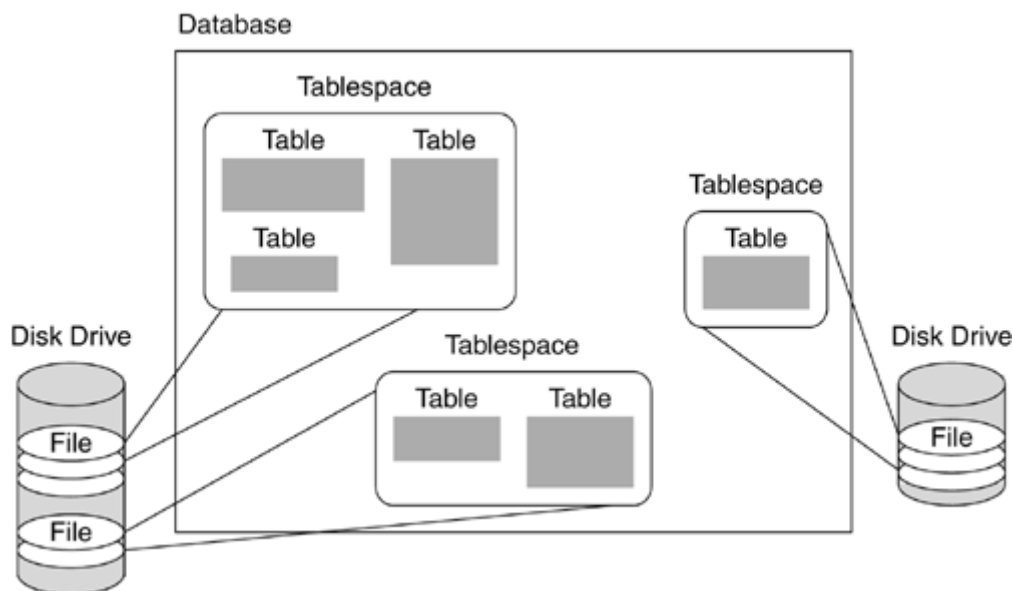 Database
Tablespace
Table
Table
Table
Tablespace
Table
Disk Drive
File
File
Tablespace
Table
Table
Disk Drive
File